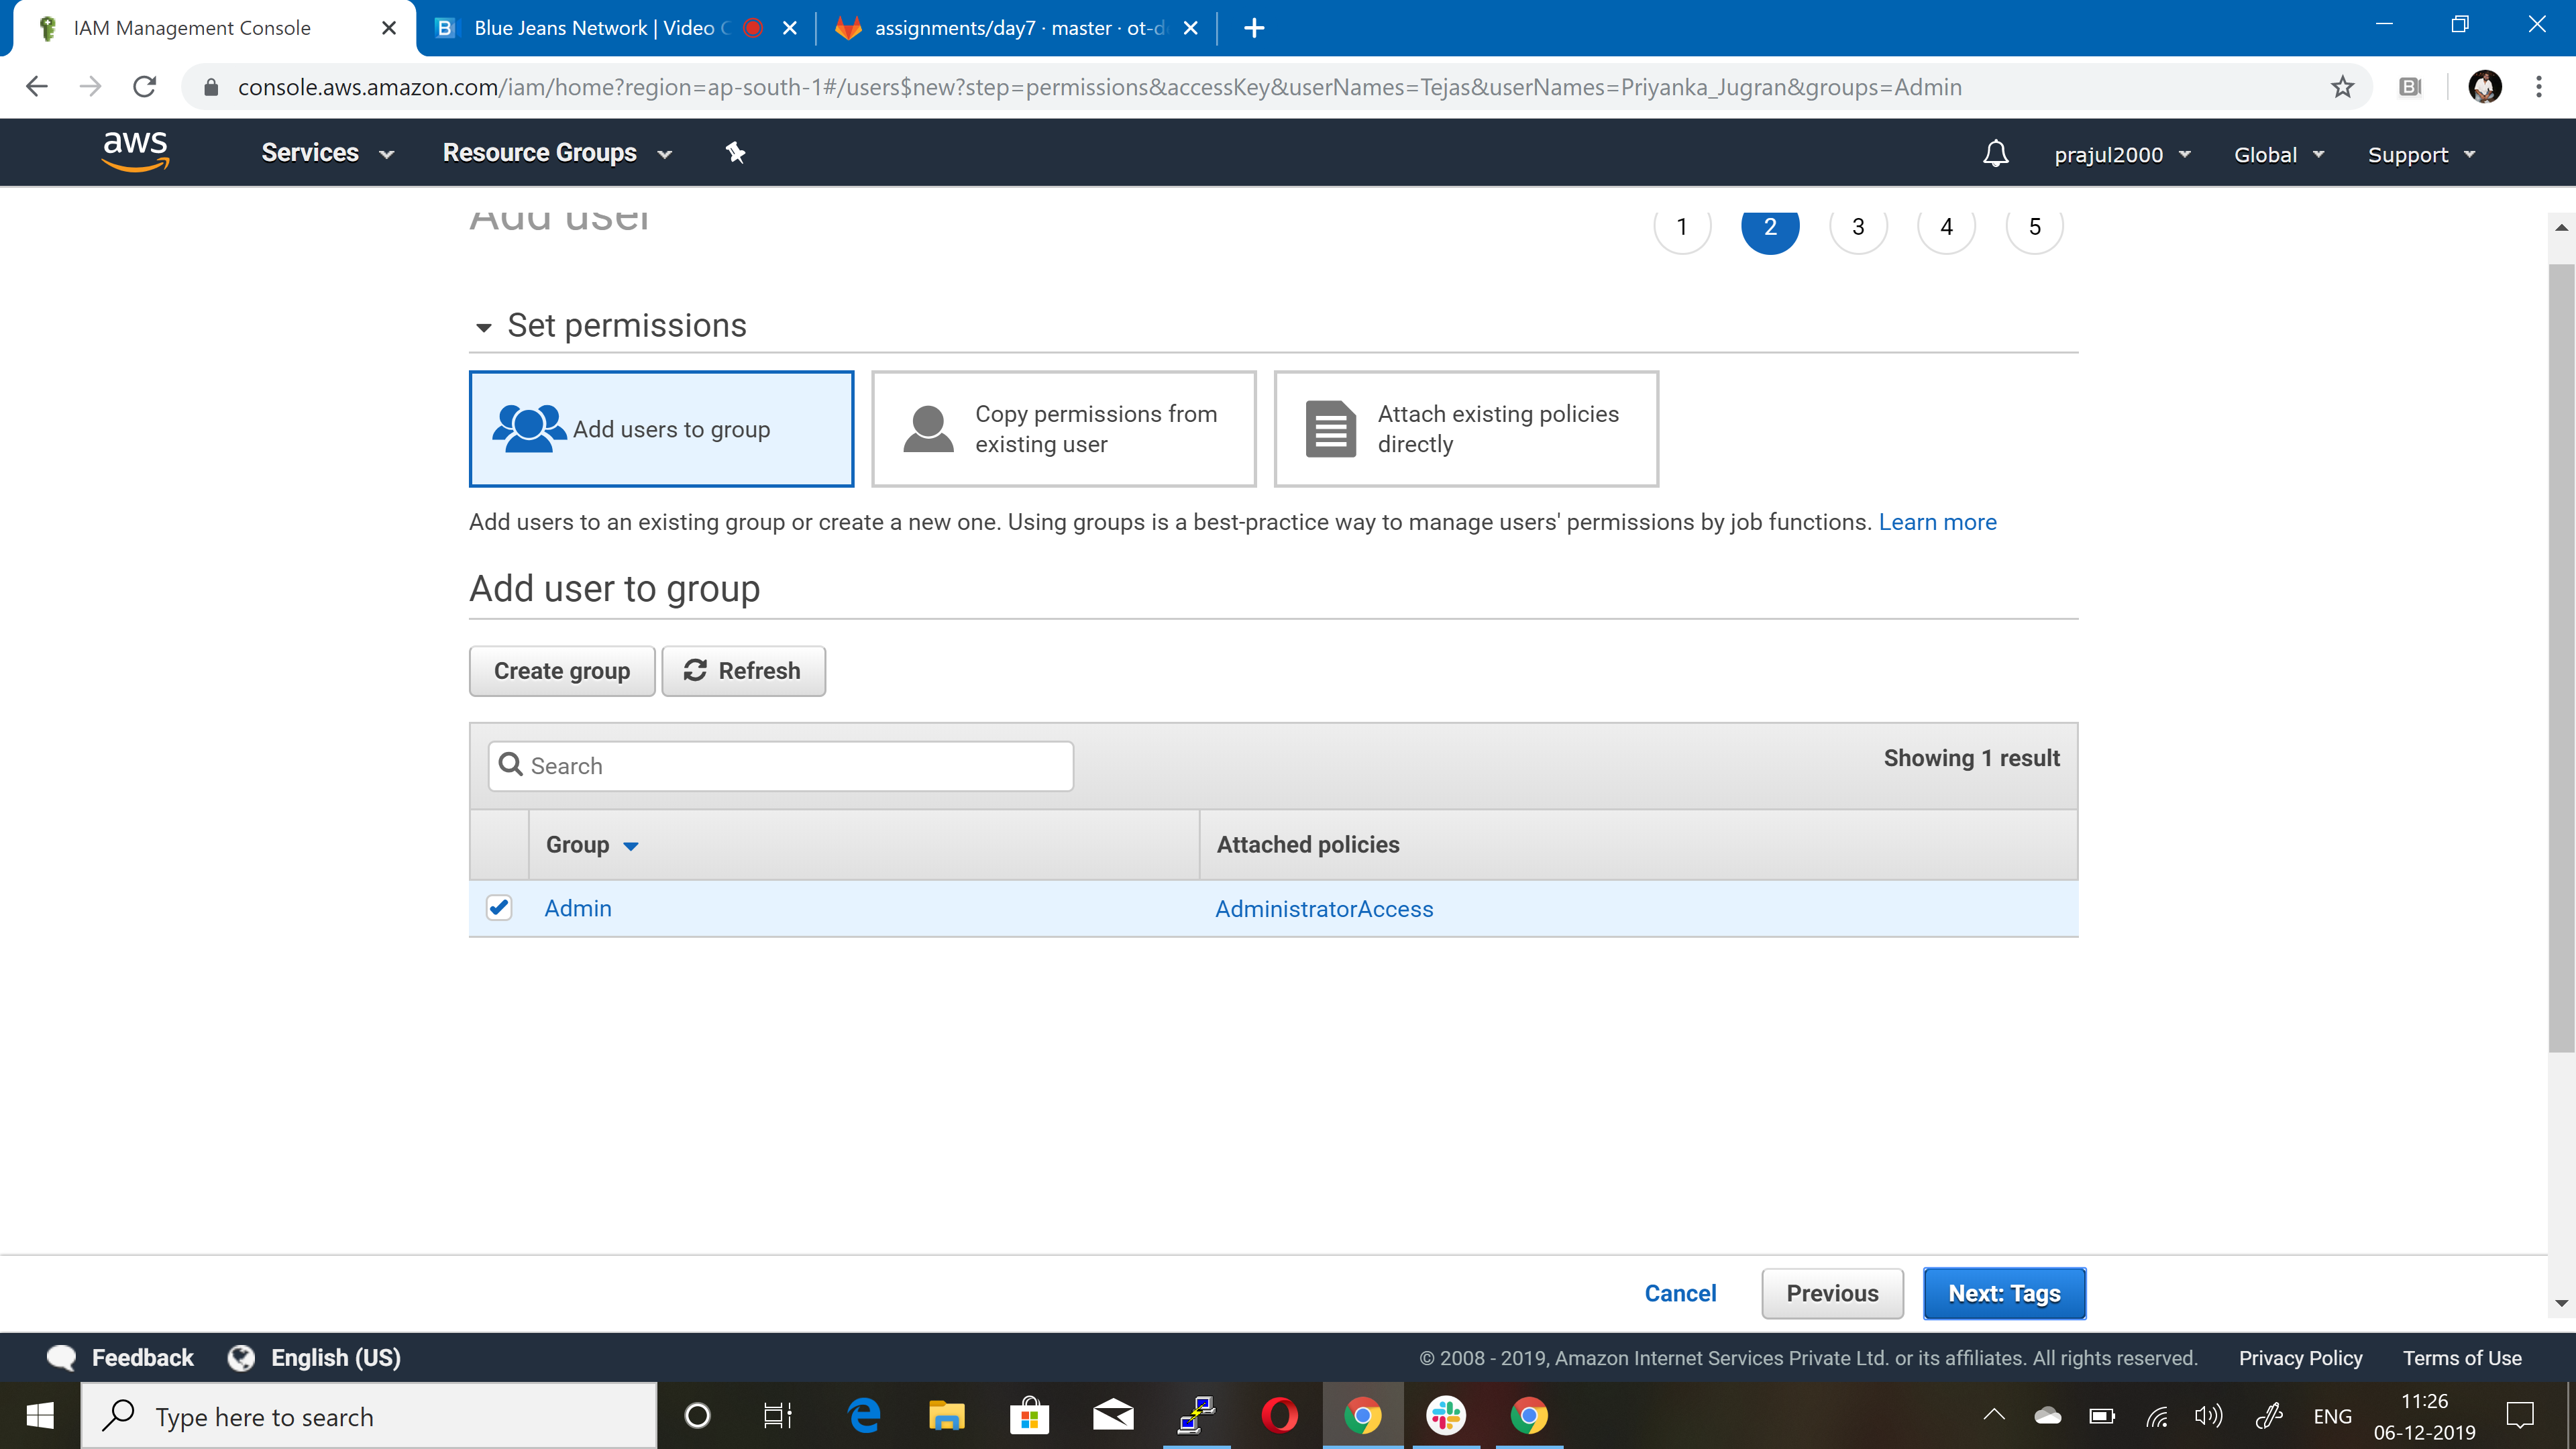 IAM Management Console
Blue Jeans Network | Video C
assignments/day7 · master · ot-d
console.aws.amazon.com/iam/home?region=ap-south-1#/users$new?step=permissions&accessKey&userNames=Tejas&userNames=Priyanka_Jugran&groups=Admin
aws
Services
Resource Groups
prajul2000
Global
Support
Add user
1
2
3
4
5
Set permissions
Add users to group
Copy permissions from
existing user
Attach existing policies
directly
Add users to an existing group or create a new one. Using groups is a best-practice way to manage users' permissions by job functions. Learn more
Add user to group
Create group
Refresh
Search
Showing 1 result
Group
Attached policies
Admin
AdministratorAccess
Cancel
Previous
Next: Tags
Feedback
English (US)
© 2008 - 2019, Amazon Internet Services Private Ltd. or its affiliates. All rights reserved.
Privacy Policy
Terms of Use
Type here to search
ENG
11:26
06-12-2019